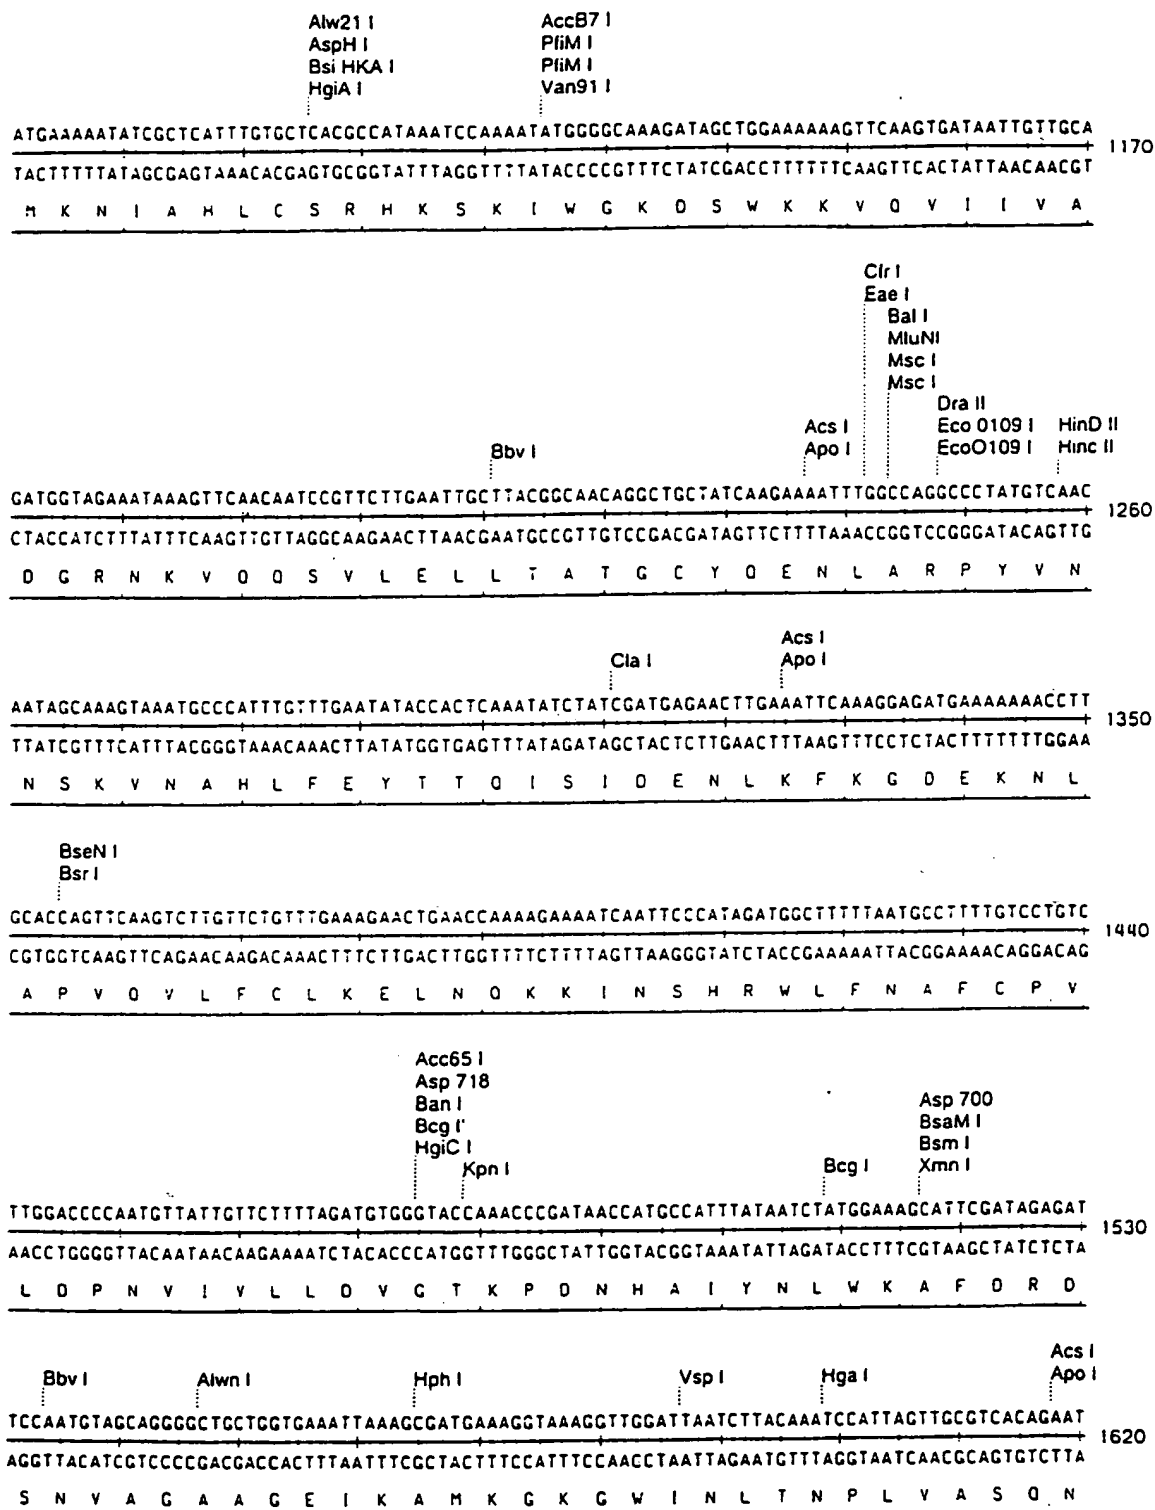 Alw21 I AccB7 I
AspH I PflM I
Bsi HKA I PflM I
HgiA I Van91 I
ATGAAAAATATCGCTCATTTGTGCTCACGCCATAAATCCAAAATATGGGGCAAAGATAGCTGGAAAAAAGTTCAAGTGATAATTGTTGCA
1170
TACTTTTTATAGCGAGTAAACACGAGTGCGGTATTTAGGTTTTATACCCCGTTTCTATCGACCTTTTTTCAAGTTCACTATTAACAACGT
M K N I A H L C S R H K S K I W G K D S W K K V Q V I I V A
Cfr I
Eae I
Bal I
MluNI
Msc I
Msc I
Dra II
Acs I Eco 0109 I HinD II
Bbv I Apo I EcoO109 I Hinc II
GATGGTAGAAATAAAGTTCAACAATCCGTTCTTGAATTGCTTACGGCAACAGGCTGCTATCAAGAAAATTTGGCCAGGCCCTATGTCAAC
1260
CTACCATCTTTATTTCAAGTTGTTAGGCAAGAACTTAACGAATGCCGTTGTCCGACGATAGTTCTTTTAAACCGGTCCGGGATACAGTTG
D G R N K V Q Q S V L E L L T A T G C Y Q E N L A R P Y V N
Acs I
Cla I Apo I
AATAGCAAAGTAAATGCCCATTTGTTTGAATATACCACTCAAATATCTATCGATGAGAACTTGAAATTCAAAGGAGATGAAAAAAACCTT
1350
TTATCGTTTCATTTACGGGTAAACAAACTTATATGGTGAGTTTATAGATAGCTACTCTTGAACTTTAAGTTTCCTCTACTTTTTTTGGAA
N S K V N A H L F E Y T T Q I S I D E N L K F K G D E K N L
BseN I
Bsr I
GCACCAGTTCAAGTCTTGTTCTGTTTGAAAGAACTGAACCAAAAGAAAATCAATTCCCATAGATGGCTTTTTAATGCCTTTTGTCCTGTC
1440
CGTGGTCAAGTTCAGAACAAGACAAACTTTCTTGACTTGGTTTTCTTTTAGTTAAGGGTATCTACCGAAAAATTACGGAAAACAGGACAG
A P V Q V L F C L K E L N Q K K I N S H R W L F N A F C P V
Acc65 I
Asp 718
Ban I Asp 700
Bcg I' BsaM I
HgiC I Bsm I
Kpn I Bcg I Xmn I
TTGGACCCCAATGTTATTGTTCTTTTAGATGTGGGTACCAAACCCGATAACCATGCCATTTATAATCTATGGAAAGCATTCGATAGAGAT
1530
AACCTGGGGTTACAATAACAAGAAAATCTACACCCATGGTTTGGGCTATTGGTACGGTAAATATTAGATACCTTTCGTAAGCTATCTCTA
L D P N V I V L L D V G T K P D N H A I Y N L W K A F D R D
Acs I
Bbv I Alwn I Hph I Vsp I Hga I Apo I
TCCAATGTAGCAGGGGCTGCTGGTGAAATTAAAGCGATGAAAGGTAAAGGTTGGATTAATCTTACAAATCCATTAGTTGCGTCACAGAAT
1620
AGGTTACATCGTCCCCGACGACCACTTTAATTTCGCTACTTTCCATTTCCAACCTAATTAGAATGTTTAGGTAATCAACGCAGTGTCTTA
S N V A G A A G E I K A M K G K G W I N L T N P L V A S Q N